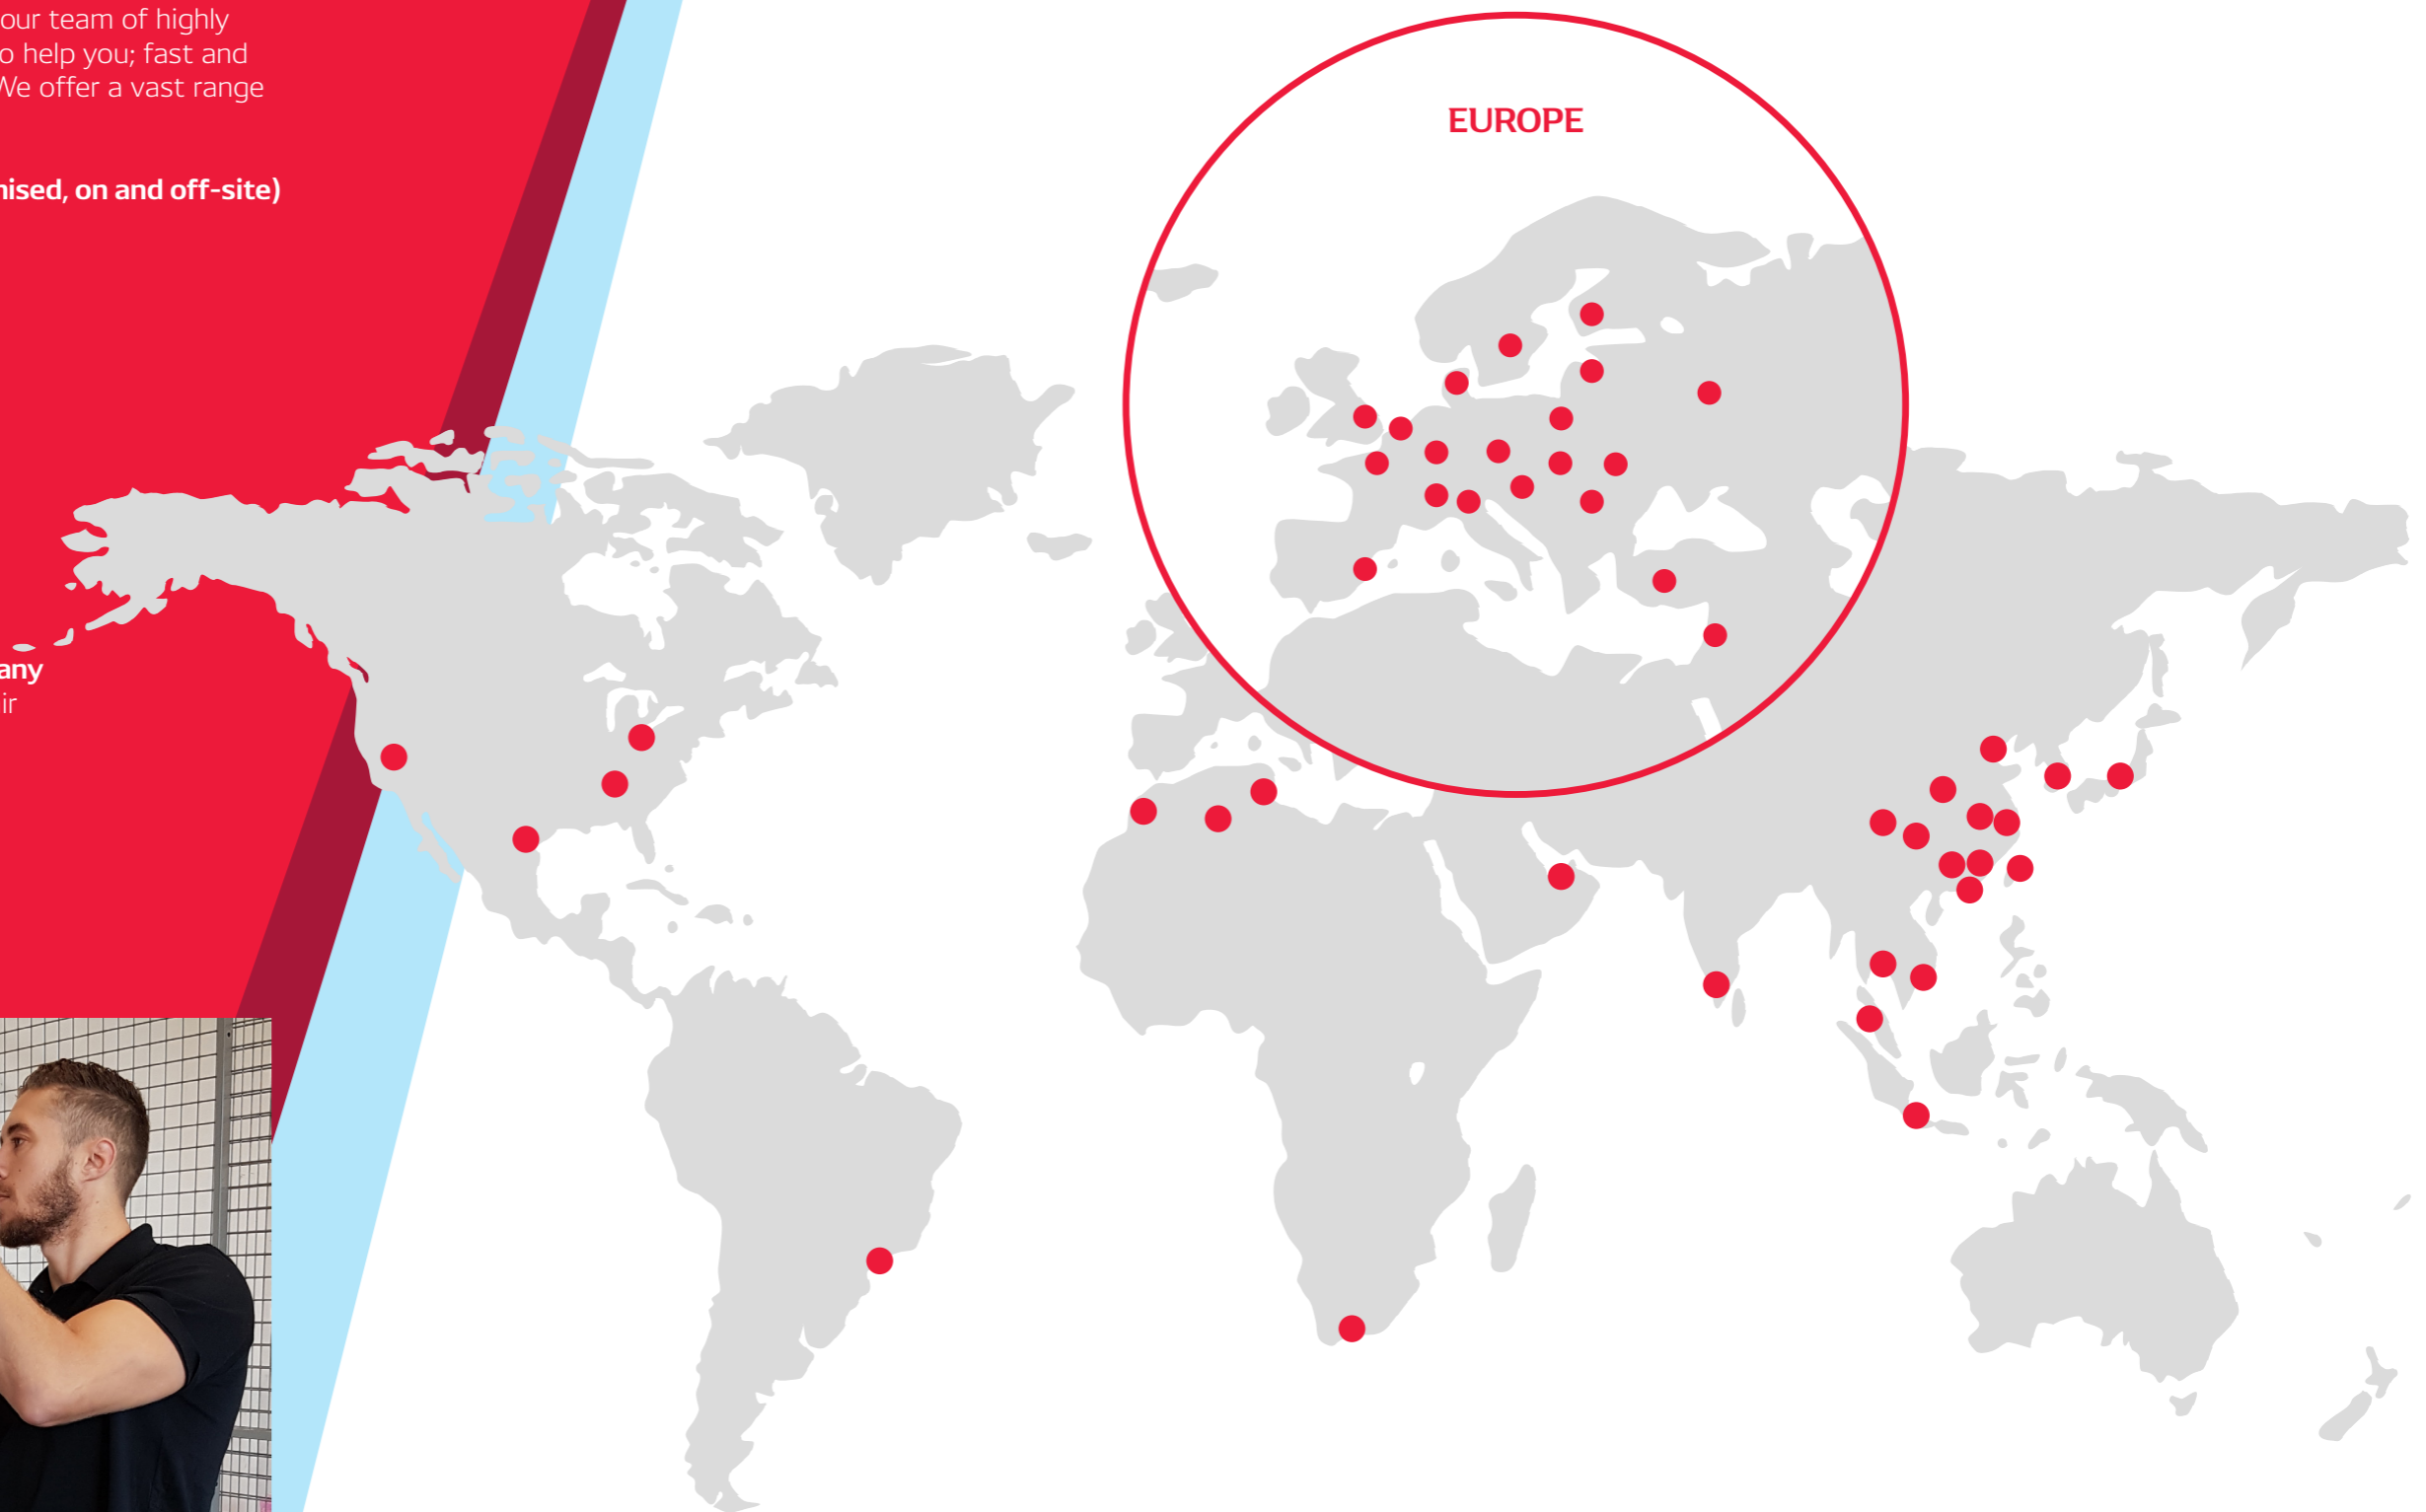 our team of highly
o help you; fast and
We offer a vast range
nised, on and off-site)
any
ir
EUROPE